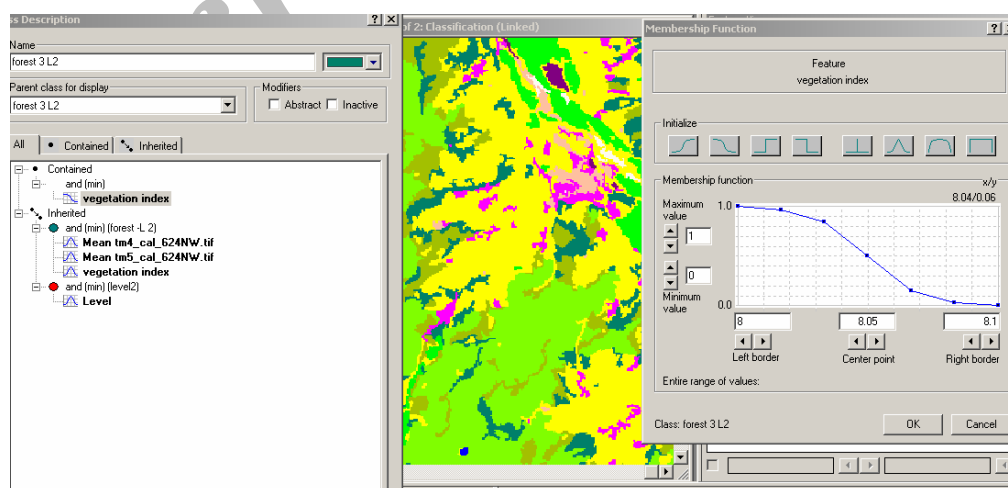 ss Description
Name
forest 3 L2
Parent class for display
forest 3 L2
Modifiers
Abstract
Inactive
All
Contained
Inherited
Contained
and (min)
vegetation index
Inherited
and (min) (forest -L 2)
Mean tm4_cal_624NW.tif
Mean tm5_cal_624NW.tif
vegetation index
and (min) (level2)
Level
of 2: Classification (Linked)
Membership Function
Feature
vegetation index
Initialize
Membership function
x/y
8.04/0.06
Maximum
value
1
0
Minimum
value
1.0
0.0
8
8.05
8.1
Left border
Center point
Right border
Entire range of values:
Class: forest 3 L2
OK
Cancel